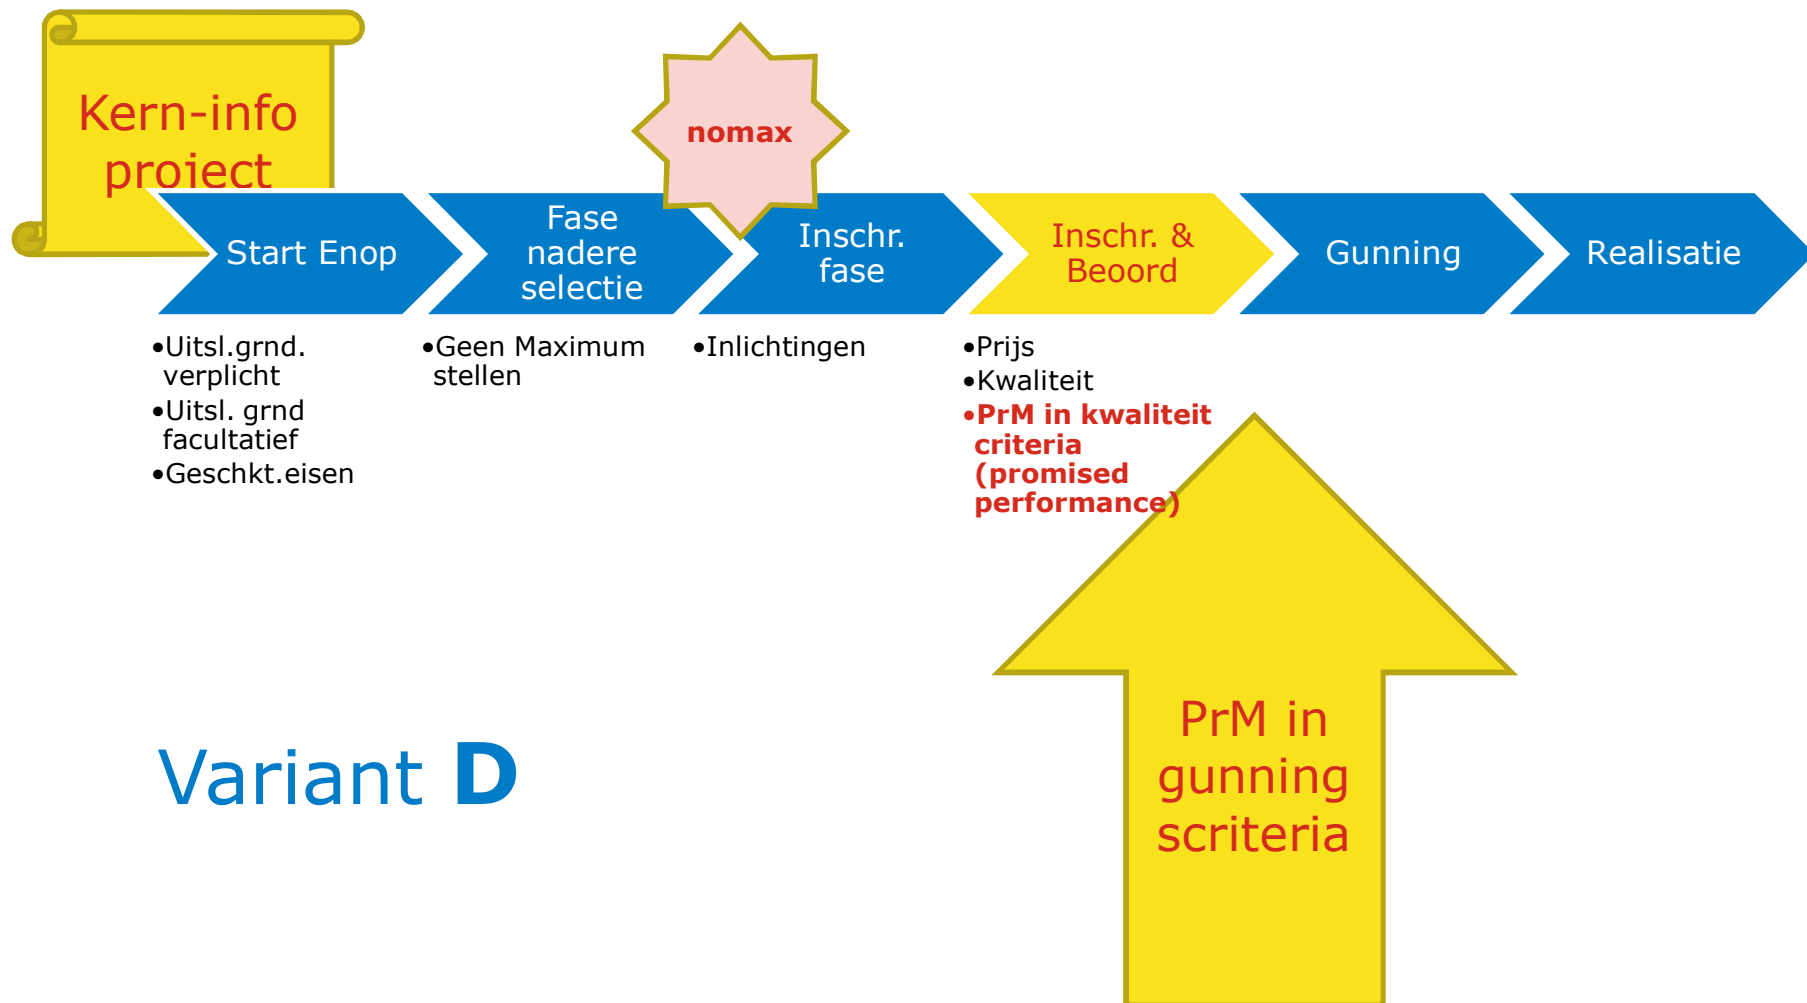 Kern-info
project
nomax
Start Enop
Fase
nadere
selectie
Inschr.
fase
Inschr. &
Beoord
Gunning
Realisatie
•Uitsl.grnd.
verplicht
•Uitsl. grnd
facultatief
•Geschkt.eisen
•Geen Maximum
stellen
•Inlichtingen
•Prijs
•Kwaliteit
•PrM in kwaliteit
criteria
(promised
performance)
PrM in
gunning
scriteria
Variant D